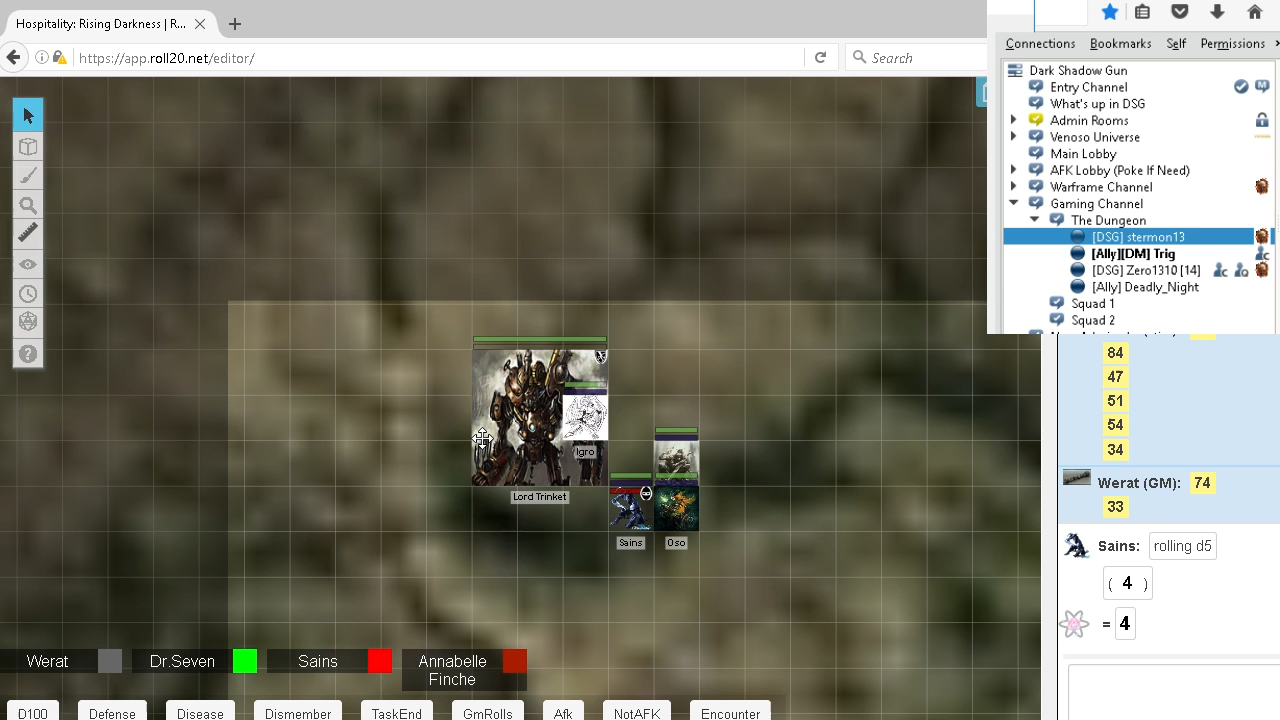 Hospitality: Rising Darkness | R...
https://app.roll20.net/editor/
Search
Connections Bookmarks Self Permissions
Dark Shadow Gun
Entry Channel
What's up in DSG
Admin Rooms
Venoso Universe
Main Lobby
AFK Lobby (Poke If Need)
Warframe Channel
Gaming Channel
The Dungeon
[DSG] stermon13
[Ally][DM] Trig
[DSG] Zero1310 [14]
[Ally] Deadly_Night
Squad 1
Squad 2
84
47
51
54
34
Werat (GM): 74
33
Sains: rolling d5
( 4 )
= 4
Igro
Lord Trinket
Sains
Oso
Werat
Dr.Seven
Sains
Annabelle
Finche
D100
Defense
Disease
Dismember
TaskEnd
GmRolls
Afk
NotAFK
Encounter